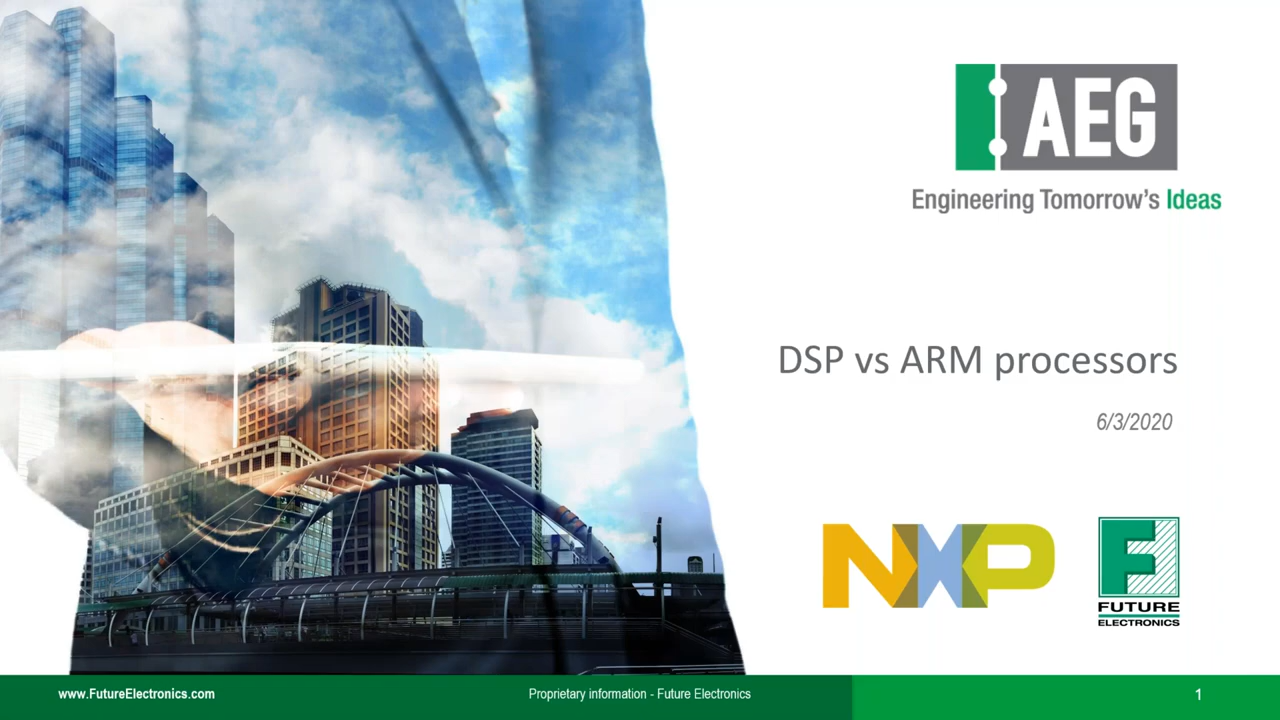 AEG
Engineering Tomorrow's Ideas
DSP vs ARM processors
6/3/2020
NXP
F
FUTURE
ELECTRONICS
www.FutureElectronics.com
Proprietary information - Future Electronics
1